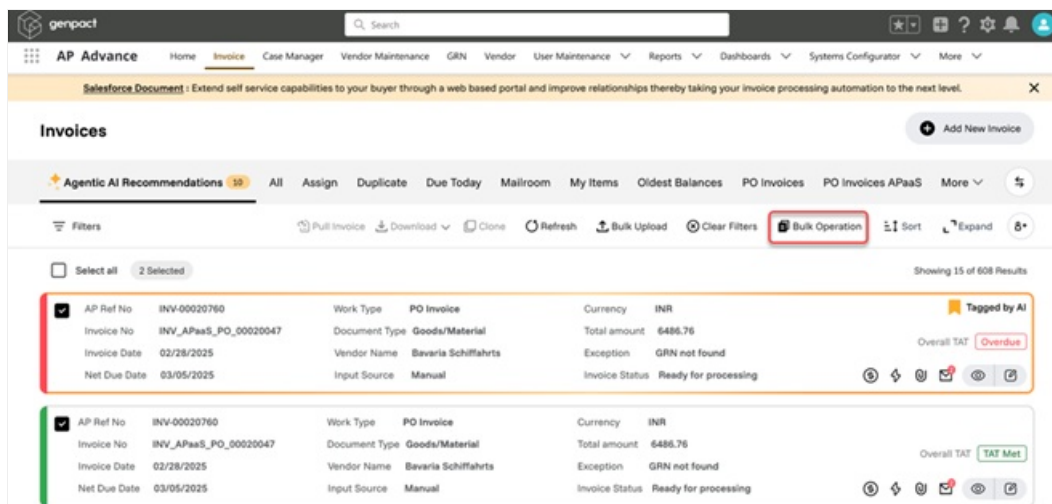 genpact
Search
AP Advance Home Invoice Case Manager Vendor Maintenance GRN Vendor User Maintenance Reports Dashboards Systems Configurator More
Salesforce Document : Extend self service capabilities to your buyer through a web based portal and improve relationships thereby taking your invoice processing automation to the next level.
Invoices
Add New Invoice
Agentic AI Recommendations 10 All Assign Duplicate Due Today Mailroom My Items Oldest Balances PO Invoices PO Invoices APaaS More
Filters Pull Invoice Download Clone Refresh Bulk Upload Clear Filters Bulk Operation Sort Expand 8+
Select all 2 Selected Showing 15 of 608 Results
AP Ref No INV-00020760 Work Type PO Invoice Currency INR Tagged by AI
Invoice No INV_APaaS_PO_00020047 Document Type Goods/Material Total amount 6486.76
Overall TAT Overdue
Invoice Date 02/28/2025 Vendor Name Bavaria Schiffahrts Exception GRN not found
Net Due Date 03/05/2025 Input Source Manual Invoice Status Ready for processing
AP Ref No INV-00020760 Work Type PO Invoice Currency INR
Invoice No INV_APaaS_PO_00020047 Document Type Goods/Material Total amount 6486.76
Overall TAT TAT Met
Invoice Date 02/28/2025 Vendor Name Bavaria Schiffahrts Exception GRN not found
Net Due Date 03/05/2025 Input Source Manual Invoice Status Ready for processing